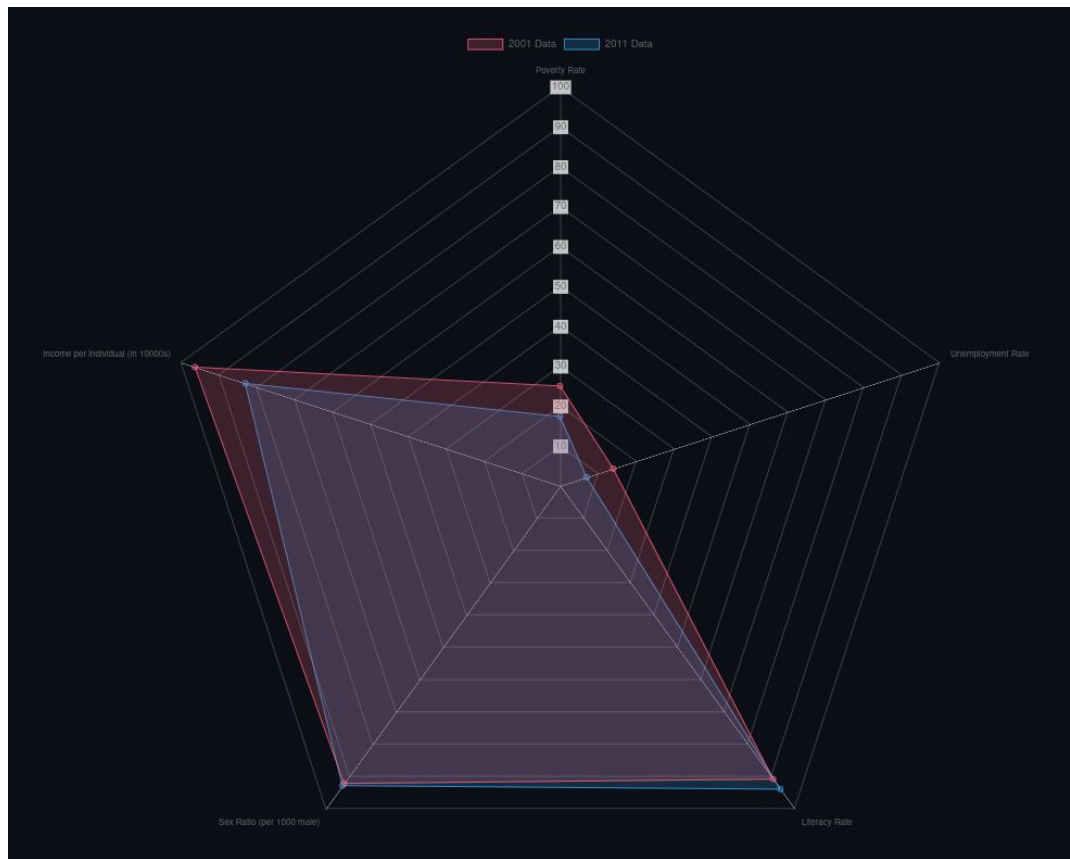 2001 Data 2011 Data
Poverty Rate
100
90
80
70
60
50
40
30
20
10
Income per individual (in 10000s)
Unemployment Rate
Sex Ratio (per 1000 male)
Literacy Rate